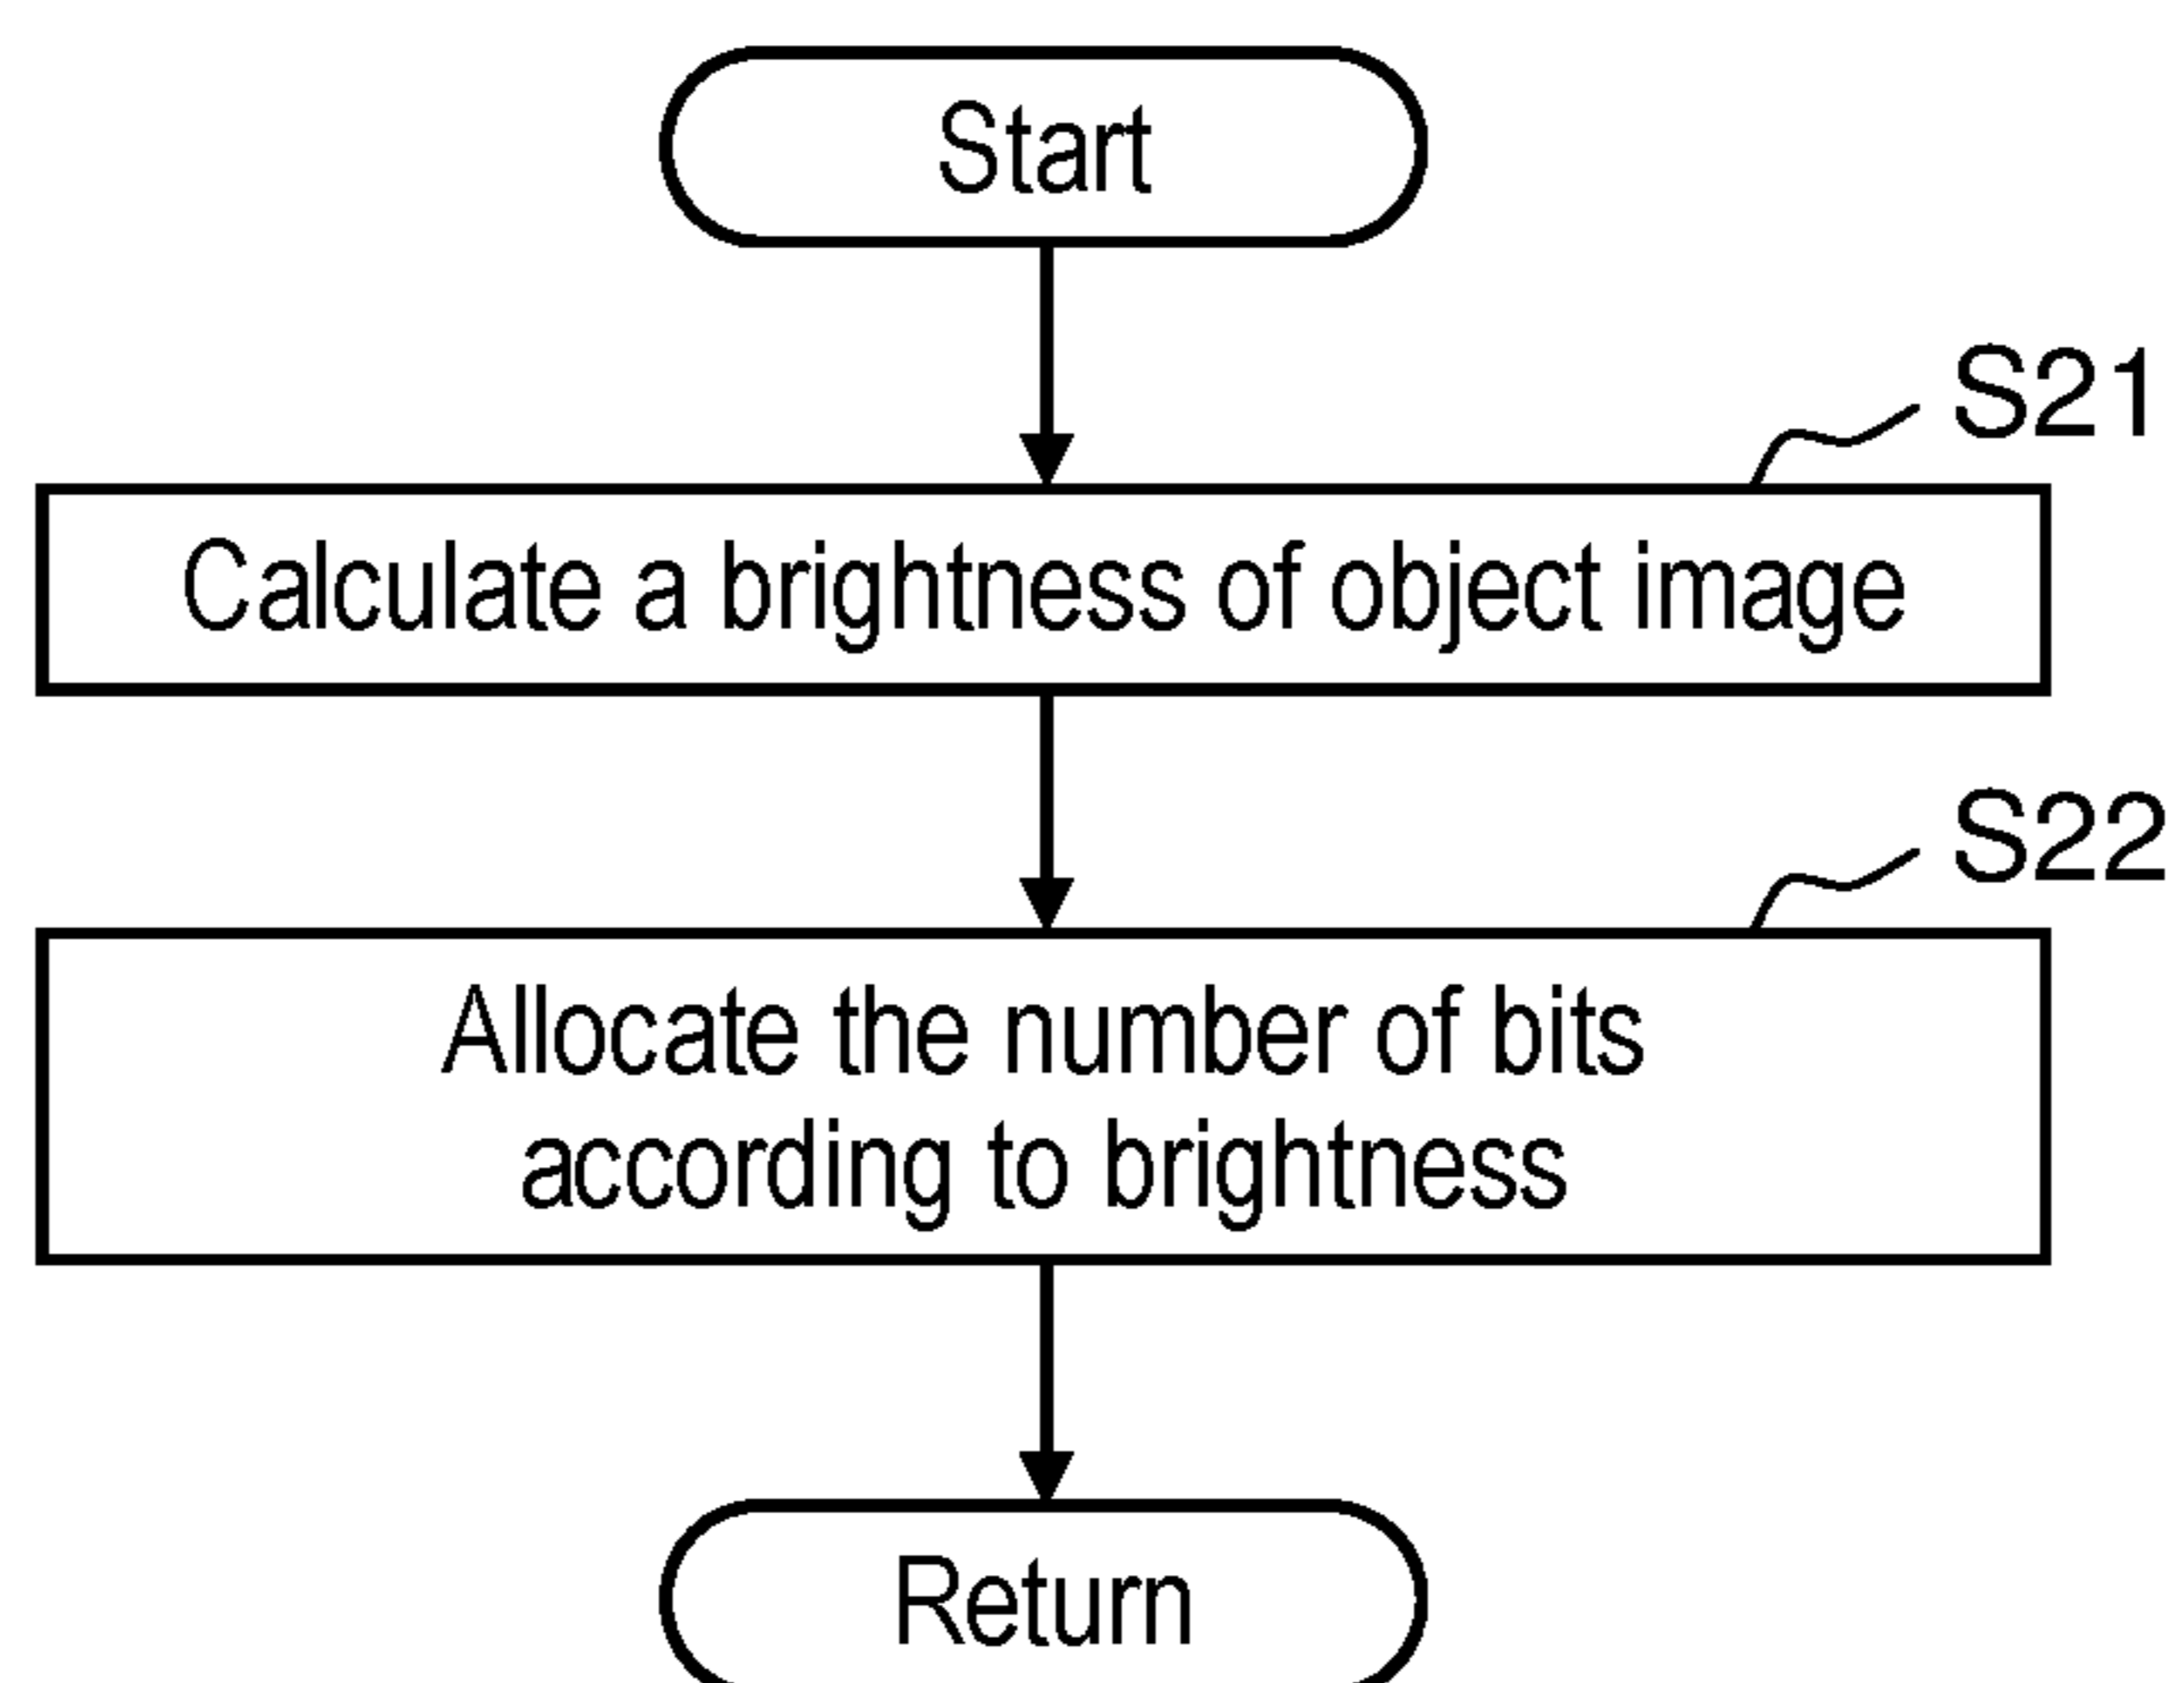 Start
S21
Calculate a brightness of object image
S22
Allocate the number of bits
according to brightness
Return